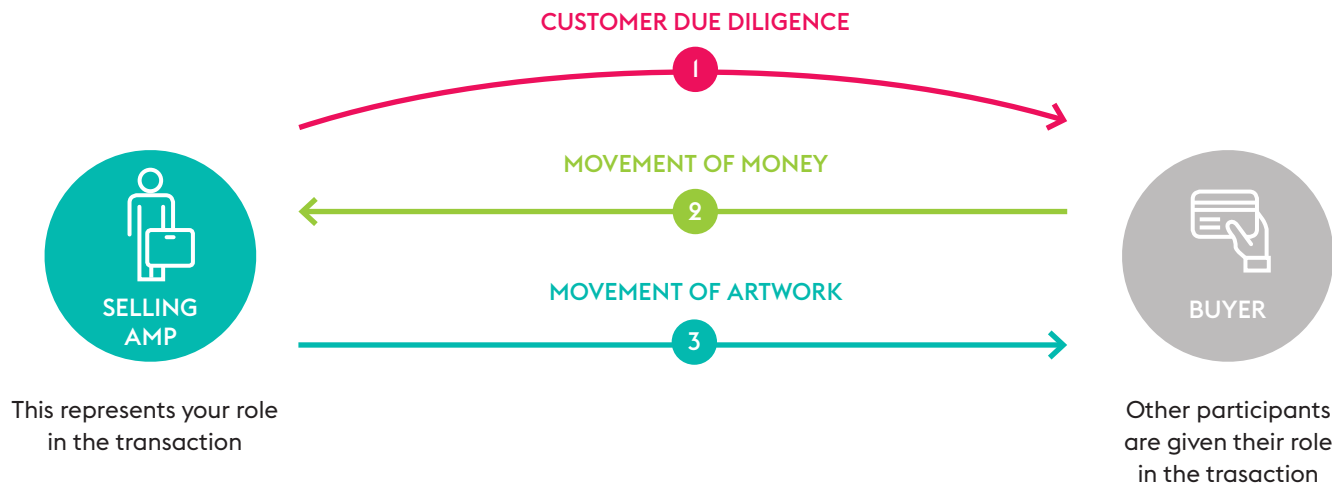 CUSTOMER DUE DILIGENCE
1
MOVEMENT OF MONEY
2
MOVEMENT OF ARTWORK
3
SELLING
AMP
BUYER
This represents your role
in the transaction
Other participants
are given their role
in the trasaction